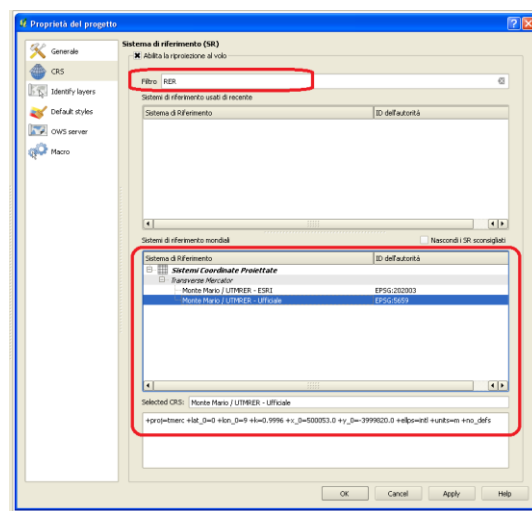 Proprietà del progetto
Generale
CRS
Identify layers
Default styles
OWS server
Macro
Sistema di riferimento (SR)
Abilita la riproiezione al volo
Filtro RER
Sistemi di riferimento usati di recente
Sistema di Riferimento ID dell'autorità
Sistemi di riferimento mondiali Nascondi i SR sconsigliati
Sistema di Riferimento ID dell'autorità
Sistemi Coordinate Proiettate
Transverse Mercator
Monte Mario / UTMRER - ESRI EPSG:202003
Monte Mario / UTMRER - Ufficiale EPSG:5659
Selected CRS: Monte Mario / UTMRER - Ufficiale
+proj=tmerc +lat_0=0 +lon_0=9 +k=0.9996 +x_0=500053.0 +y_0=-3999820.0 +ellps=intl +units=m +no_defs
OK Cancel Apply Help